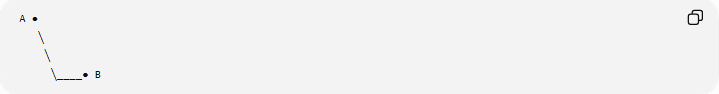 A ●
\
\
\____● B